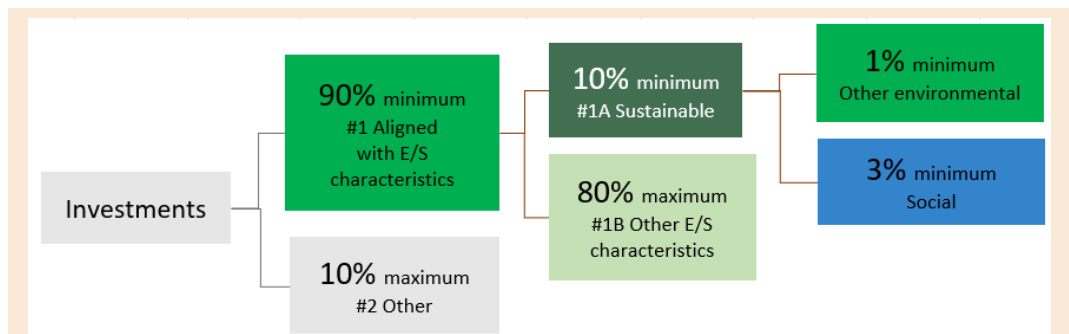 Investments
90% minimum
#1 Aligned
with E/S
characteristics
10% maximum
#2 Other
10% minimum
#1A Sustainable
80% maximum
#1B Other E/S
characteristics
1% minimum
Other environmental
3% minimum
Social